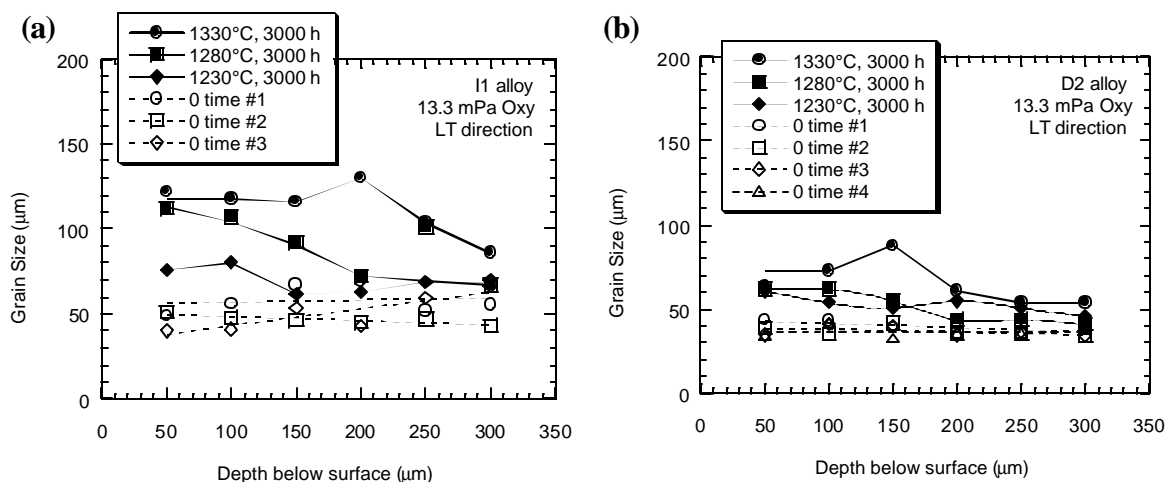 (a)
1330°C, 3000 h
1280°C, 3000 h
1230°C, 3000 h
0 time #1
0 time #2
0 time #3
I1 alloy
13.3 mPa Oxy
LT direction
200
150
100
50
0
Grain Size (µm)
0 50 100 150 200 250 300 350
Depth below surface (µm)
(b)
1330°C, 3000 h
1280°C, 3000 h
1230°C, 3000 h
0 time #1
0 time #2
0 time #3
0 time #4
D2 alloy
13.3 mPa Oxy
LT direction
200
150
100
50
0
Grain Size (µm)
0 50 100 150 200 250 300 350
Depth below surface (µm)